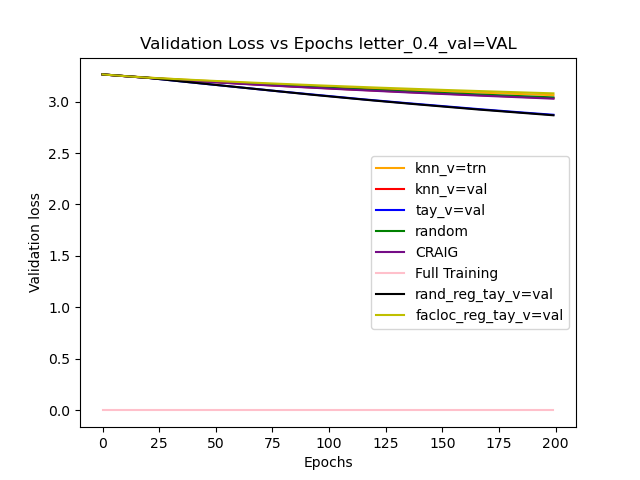 Validation Loss vs Epochs letter_0.4_val=VAL
Validation loss
3.0
2.5
2.0
1.5
1.0
0.5
0.0
knn_v=trn
knn_v=val
tay_v=val
random
CRAIG
Full Training
rand_reg_tay_v=val
facloc_reg_tay_v=val
0 25 50 75 100 125 150 175 200
Epochs